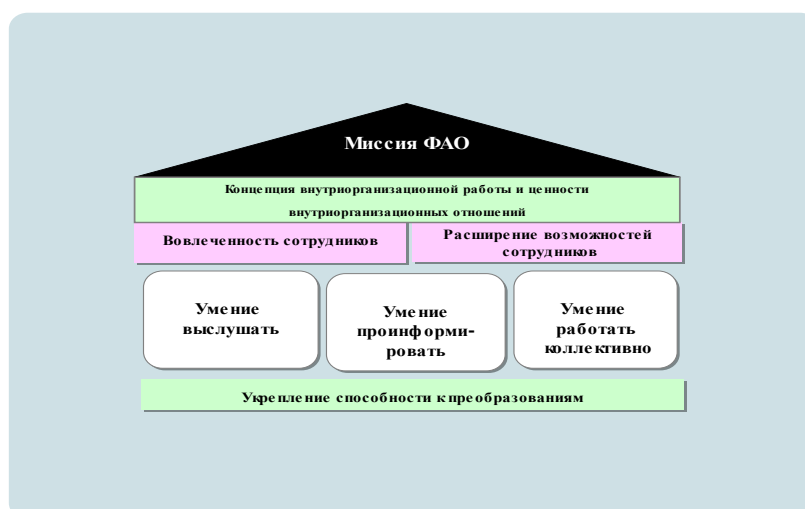 Миссия ФАО
Концепция внутриорганизационной работы и ценности
внутриорганизационных отношений
Вовлеченность сотрудников
Расширение возможностей
сотрудников
Умение
выслушать
Умение
проинформи-
ровать
Умение
работать
коллективно
Укрепление способности к преобразованиям